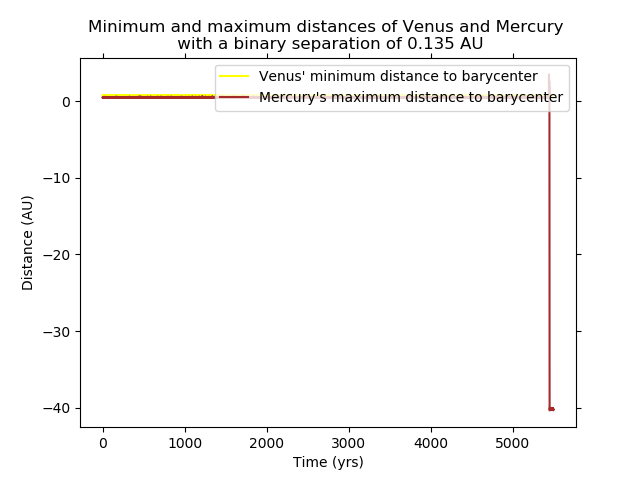 Minimum and maximum distances of Venus and Mercury
with a binary separation of 0.135 AU
Venus' minimum distance to barycenter
Mercury's maximum distance to barycenter
Distance (AU)
0
−10
−20
−30
−40
0 1000 2000 3000 4000 5000
Time (yrs)